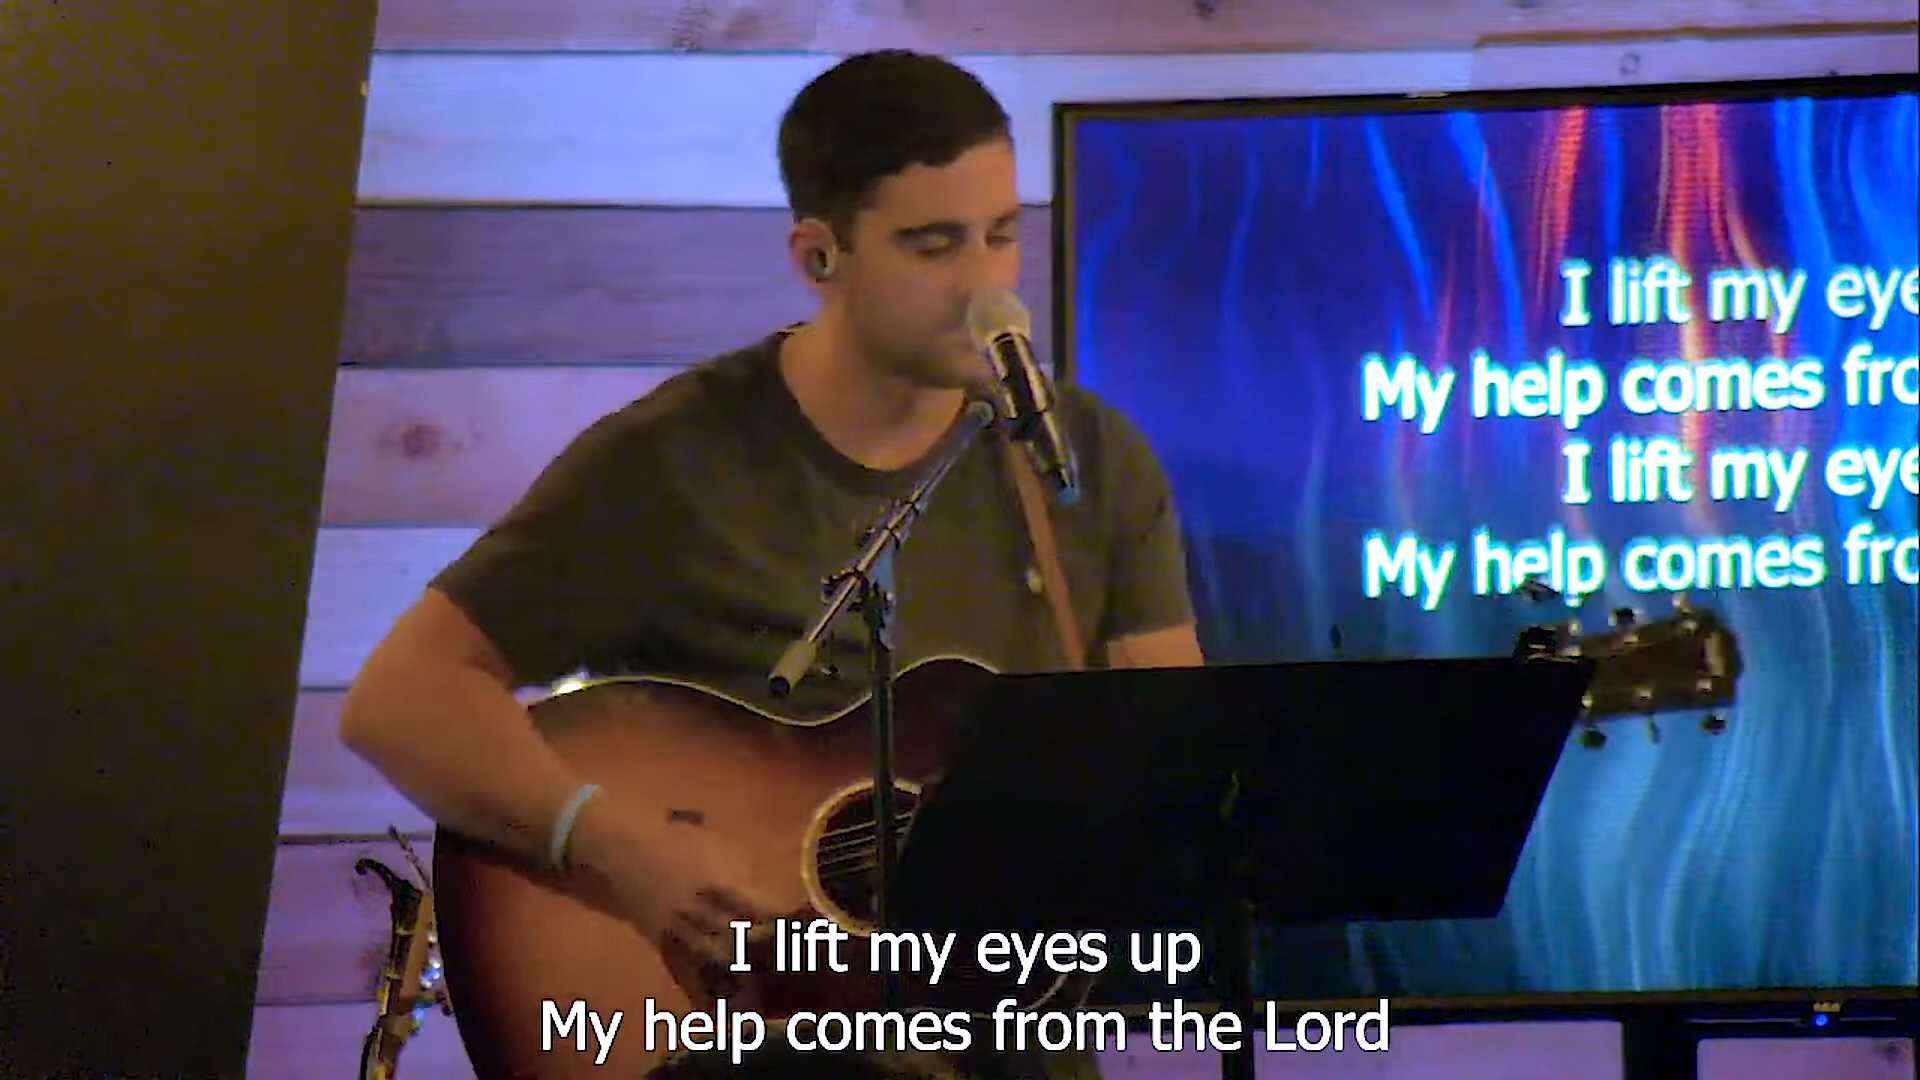 I lift my eye
My help comes fro
I lift my eye
My help comes fro
I lift my eyes up
My help comes from the Lord